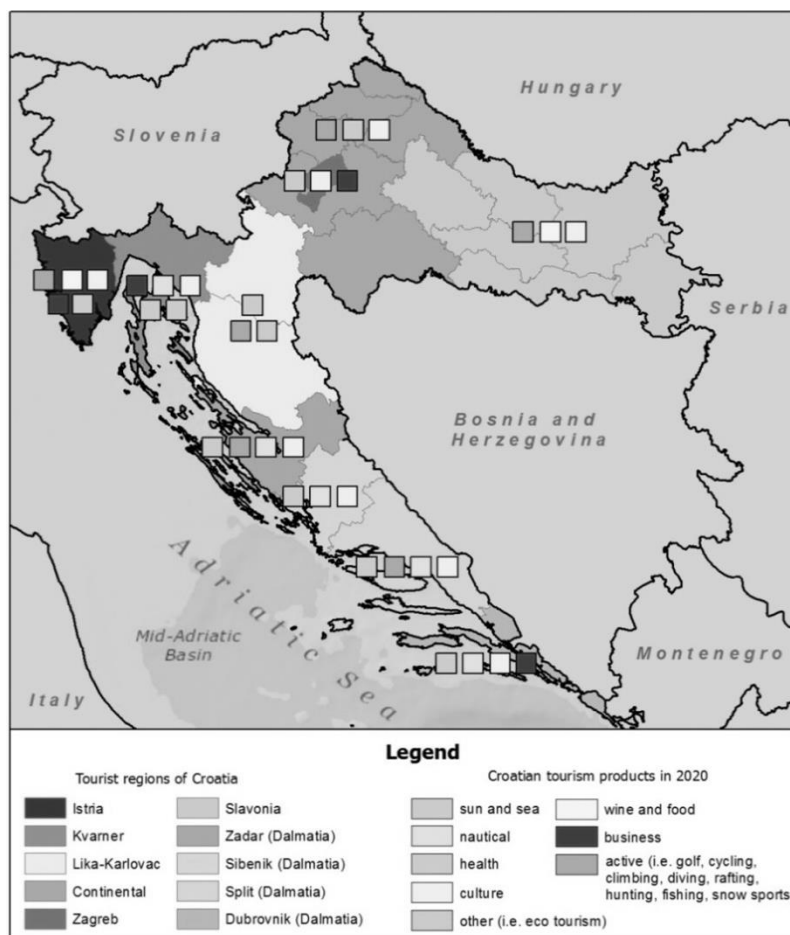 Hungary
Slovenia
Serbia
Bosnia and
Herzegovina
Adriatic Sea
Mid-Adriatic
Basin
Montenegro
Italy
Legend
Tourist regions of Croatia
Istria
Kvarner
Lika-Karlovac
Continental
Zagreb
Slavonia
Zadar (Dalmatia)
Sibenik (Dalmatia)
Split (Dalmatia)
Dubrovnik (Dalmatia)
Croatian tourism products in 2020
sun and sea
nautical
health
culture
other (i.e. eco tourism)
wine and food
business
active (i.e. golf, cycling,
climbing, diving, rafting,
hunting, fishing, snow sports